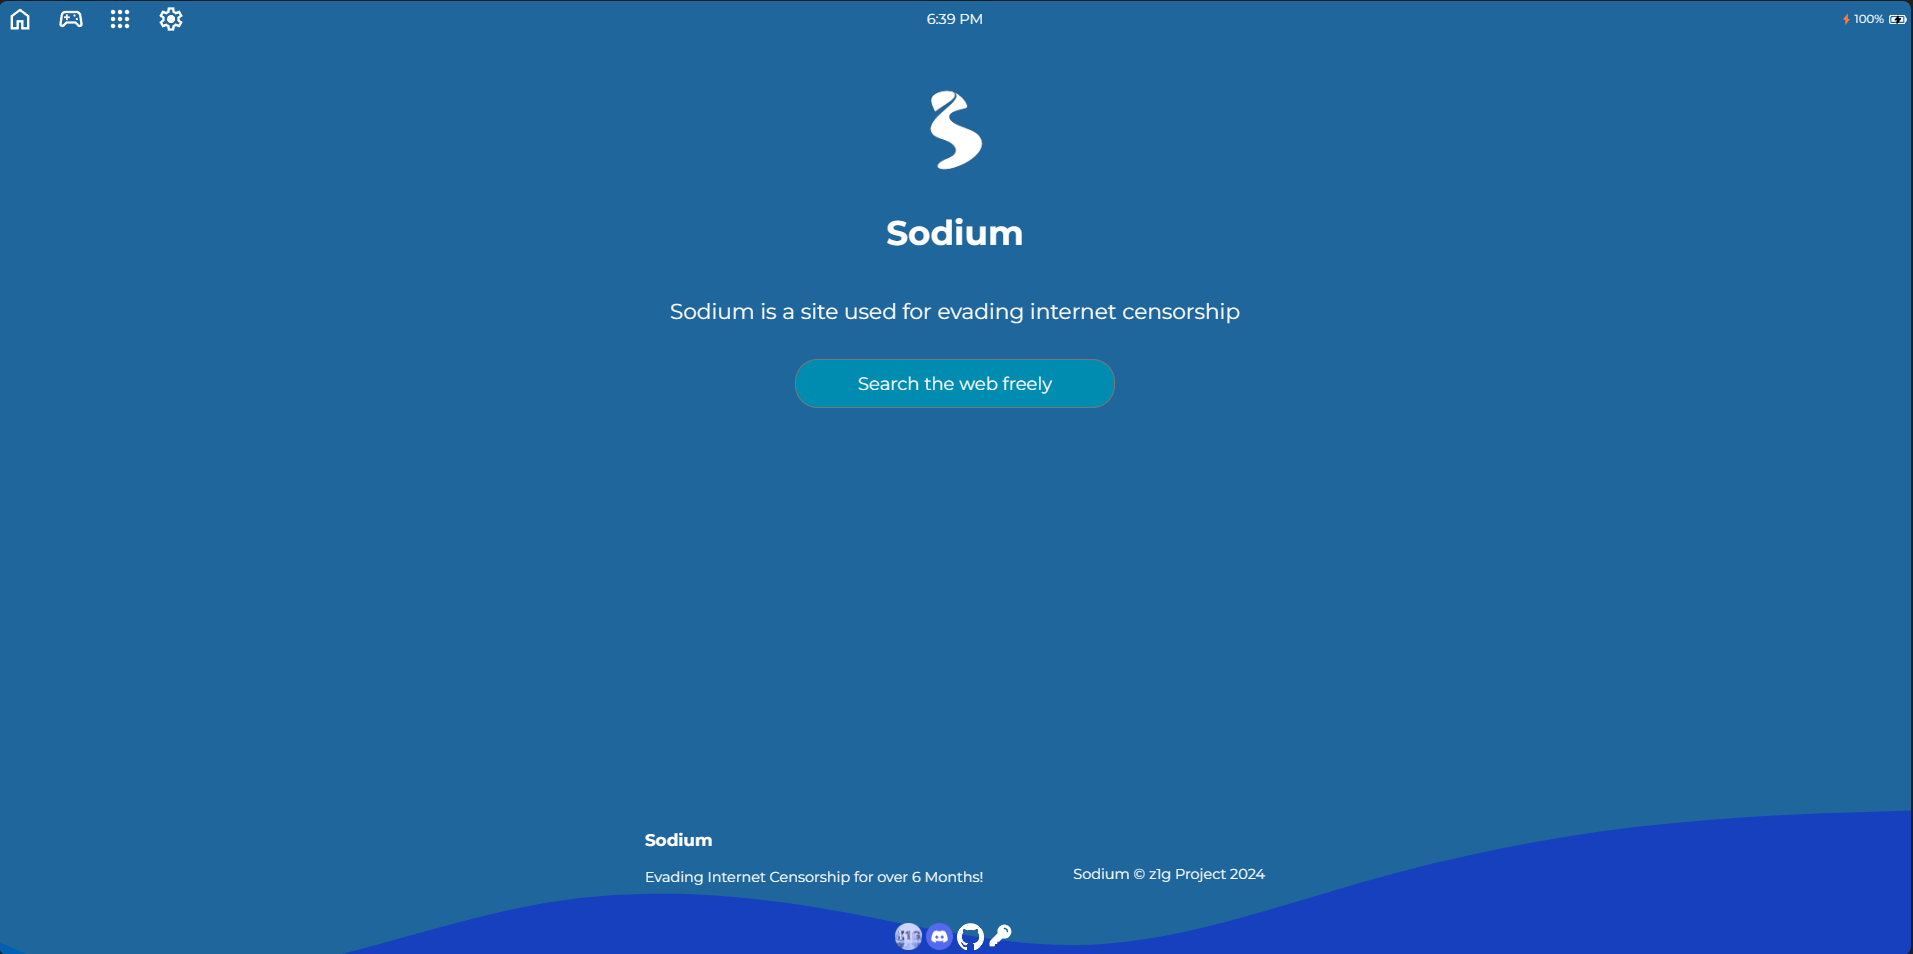 6:39 PM
100%
Sodium
Sodium is a site used for evading internet censorship
Search the web freely
Sodium
Evading Internet Censorship for over 6 Months!
Sodium © z1g Project 2024